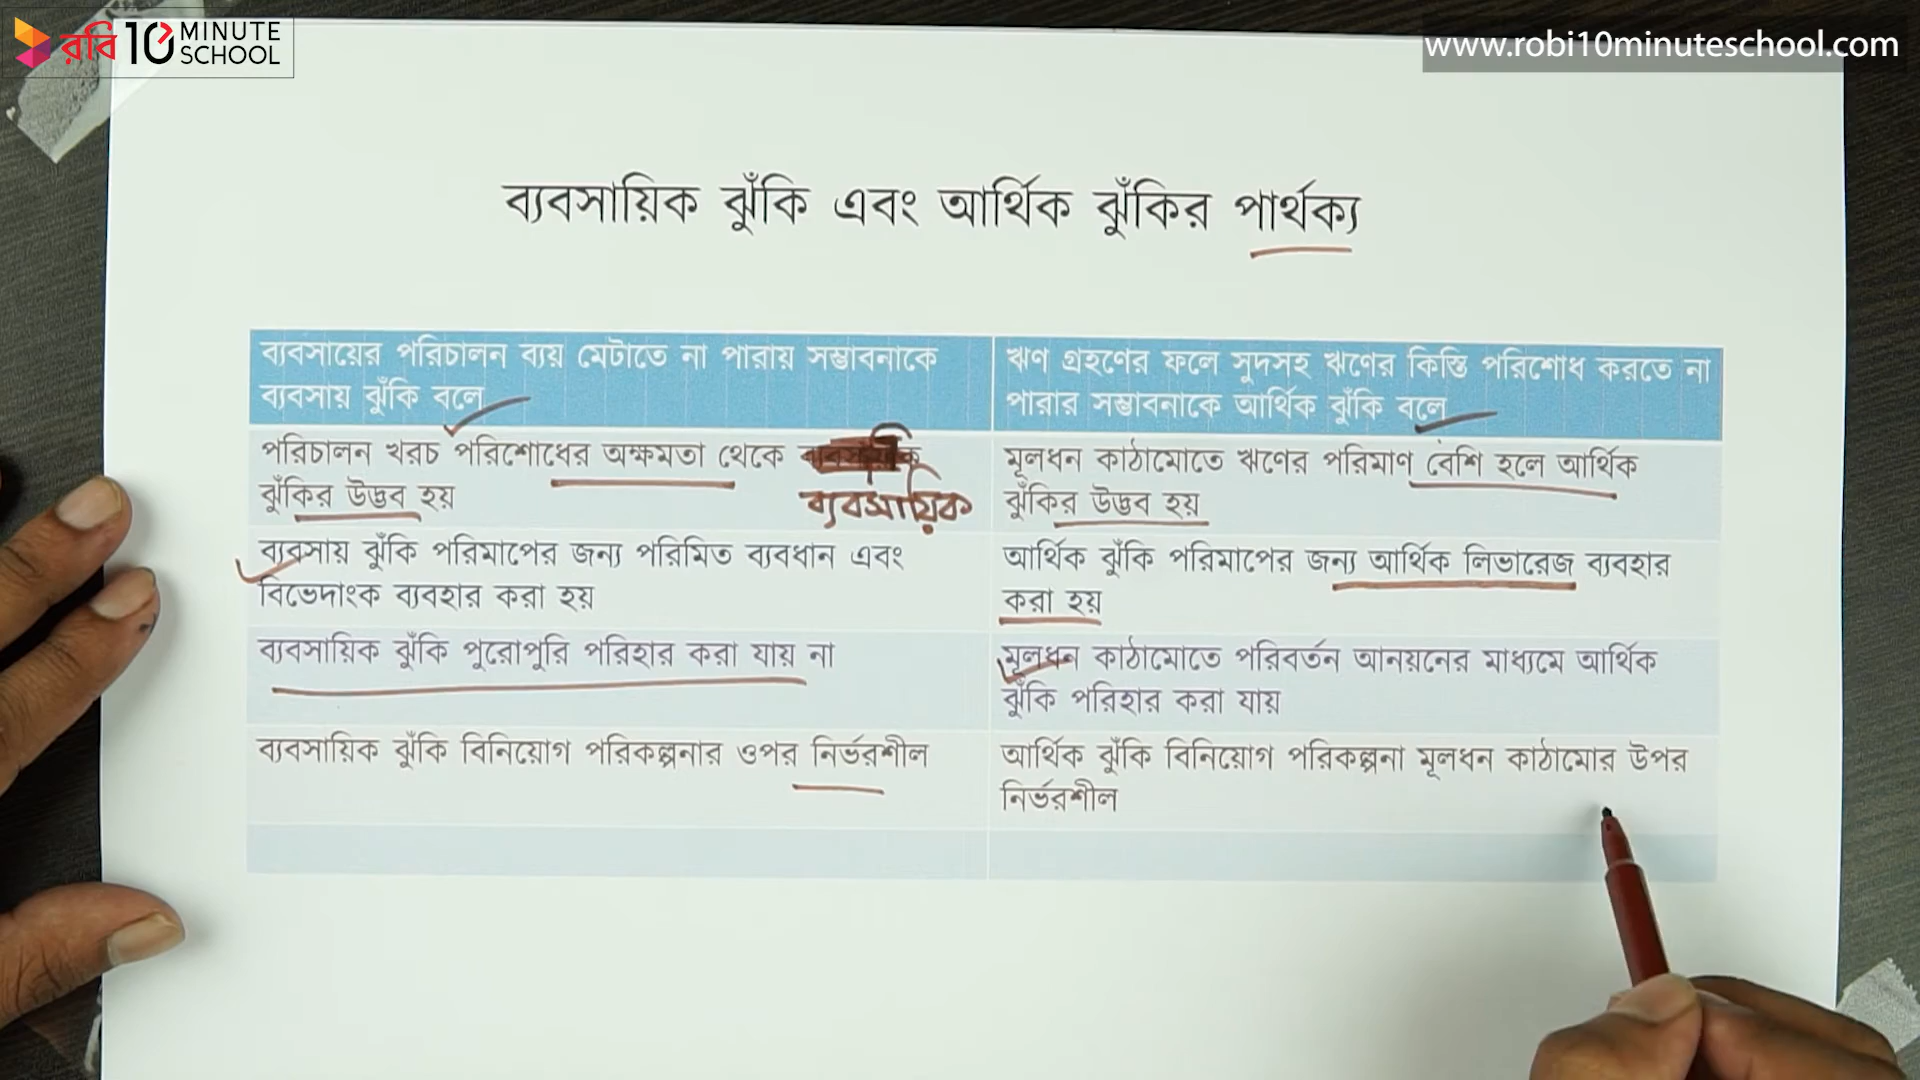 রবি 10 MINUTE SCHOOL
www.robi10minuteschool.com
ব্যবসায়িক ঝুঁকি এবং আর্থিক ঝুঁকির পার্থক্য
ব্যবসায়ের পরিচালন ব্যয় মেটাতে না পারায় সম্ভাবনাকে
ব্যবসায় ঝুঁকি বলে
ঋণ গ্রহণের ফলে সুদসহ ঋণের কিস্তি পরিশোধ করতে না
পারার সম্ভাবনাকে আর্থিক ঝুঁকি বলে
পরিচালন খরচ পরিশোধের অক্ষমতা থেকে
ব্যবসায়িক
ঝুঁকির উদ্ভব হয়
মূলধন কাঠামোতে ঋণের পরিমাণ বেশি হলে আর্থিক
ঝুঁকির উদ্ভব হয়
ব্যবসায় ঝুঁকি পরিমাপের জন্য পরিমিত ব্যবধান এবং
বিভেদাংক ব্যবহার করা হয়
আর্থিক ঝুঁকি পরিমাপের জন্য আর্থিক লিভারেজ ব্যবহার
করা হয়
ব্যবসায়িক ঝুঁকি পুরোপুরি পরিহার করা যায় না
মূলধন কাঠামোতে পরিবর্তন আনয়নের মাধ্যমে আর্থিক
ঝুঁকি পরিহার করা যায়
ব্যবসায়িক ঝুঁকি বিনিয়োগ পরিকল্পনার ওপর নির্ভরশীল
আর্থিক ঝুঁকি বিনিয়োগ পরিকল্পনা মূলধন কাঠামোর উপর
নির্ভরশীল